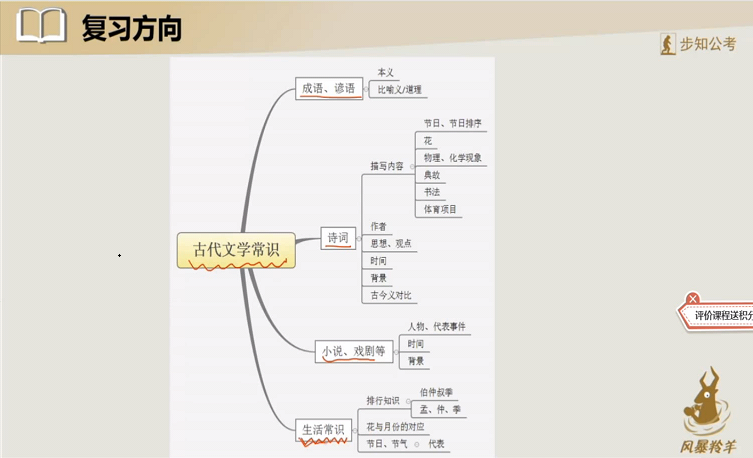 复习方向
步知公考
成语、谚语
本义
比喻义/道理
古代文学常识
诗词
描写内容
节日、节日排序
花
物理、化学现象
典故
书法
体育项目
作者
思想、观点
时间
背景
古今义对比
小说、戏剧等
人物、代表事件
时间
背景
生活常识
排行知识
伯仲叔季
孟、仲、季
花与月份的对应
节日、节气
代表
评价课程送积分
风暴羚羊